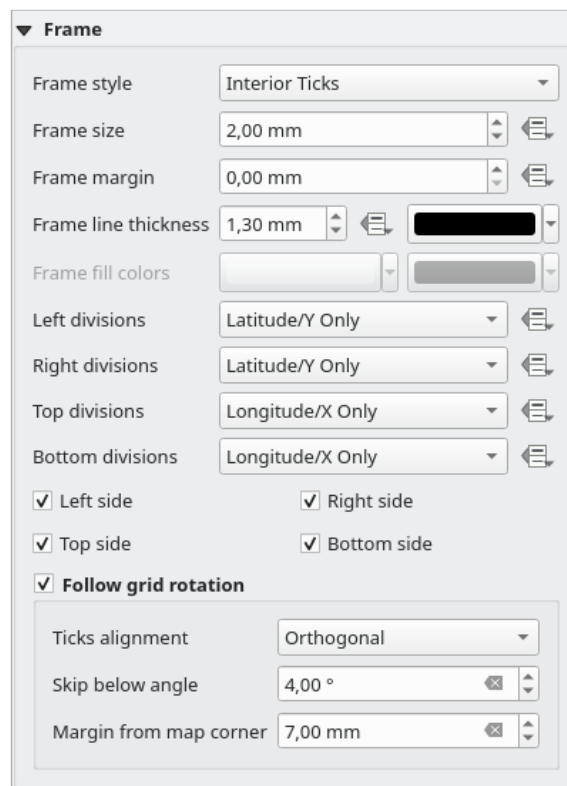 Frame
Frame style Interior Ticks
Frame size 2,00 mm
Frame margin 0,00 mm
Frame line thickness 1,30 mm
Frame fill colors
Left divisions Latitude/Y Only
Right divisions Latitude/Y Only
Top divisions Longitude/X Only
Bottom divisions Longitude/X Only
Left side Right side
Top side Bottom side
Follow grid rotation
Ticks alignment Orthogonal
Skip below angle 4,00 °
Margin from map corner 7,00 mm